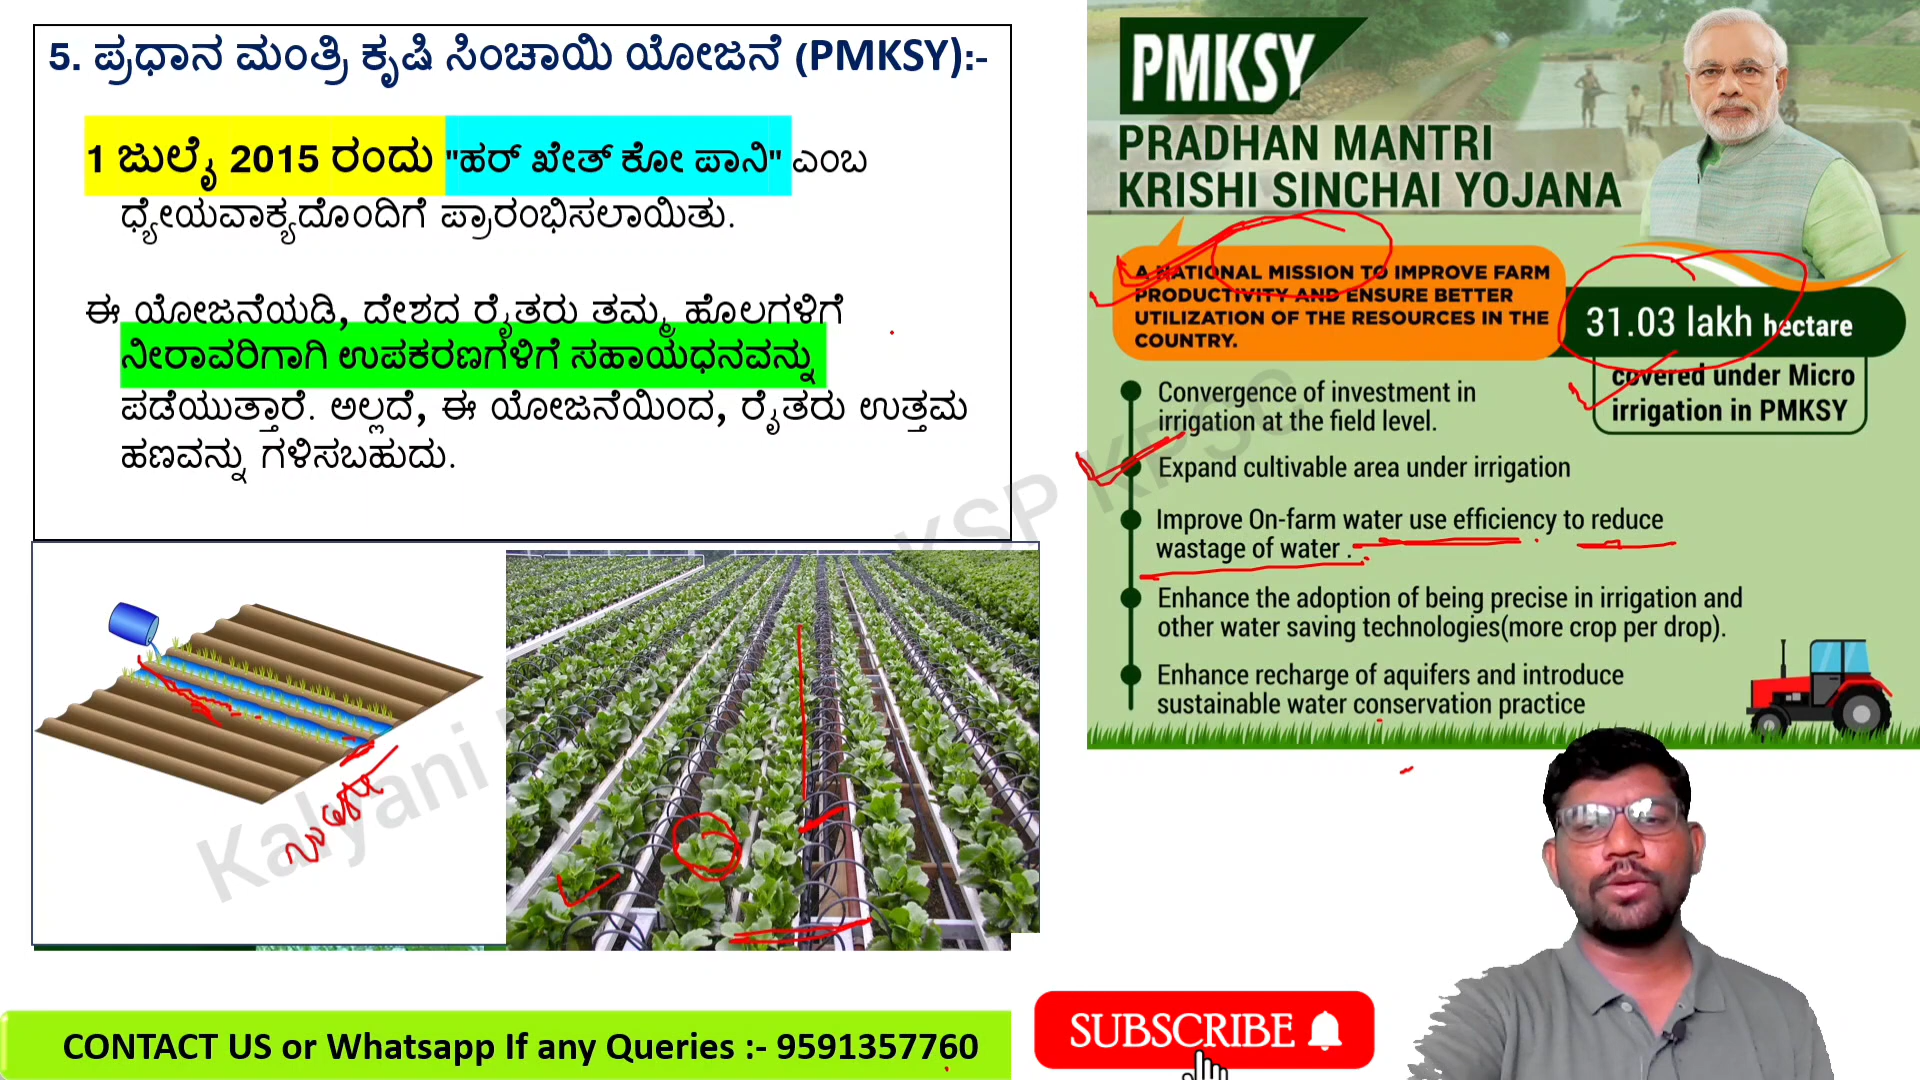 5. ಪ್ರಧಾನ ಮಂತ್ರಿ ಕೃಷಿ ಸಿಂಚಾಯಿ ಯೋಜನೆ (PMKSY):-
1 ಜುಲೈ 2015 ರಂದು "ಹರ್ ಖೇತ್ ಕೋ ಪಾನಿ" ಎಂಬ
ಧ್ಯೇಯವಾಕ್ಯದೊಂದಿಗೆ ಪ್ರಾರಂಭಿಸಲಾಯಿತು.
ಈ ಯೋಜನೆಯಡಿ, ದೇಶದ ರೈತರು ತಮ್ಮ ಹೊಲಗಳಿಗೆ
ನೀರಾವರಿಗಾಗಿ ಉಪಕರಣಗಳಿಗೆ ಸಹಾಯಧನವನ್ನು
ಪಡೆಯುತ್ತಾರೆ. ಅಲ್ಲದೆ, ಈ ಯೋಜನೆಯಿಂದ, ರೈತರು ಉತ್ತಮ
ಹಣವನ್ನು ಗಳಿಸಬಹುದು.
PMKSY
PRADHAN MANTRI
KRISHI SINCHAI YOJANA
A NATIONAL MISSION TO IMPROVE FARM
PRODUCTIVITY AND ENSURE BETTER
UTILIZATION OF THE RESOURCES IN THE
COUNTRY.
31.03 lakh hectare
covered under Micro
irrigation in PMKSY
Convergence of investment in
irrigation at the field level.
Expand cultivable area under irrigation
Improve On-farm water use efficiency to reduce
wastage of water .
Enhance the adoption of being precise in irrigation and
other water saving technologies(more crop per drop).
Enhance recharge of aquifers and introduce
sustainable water conservation practice
Kalyani
KSP KPSC
CONTACT US or Whatsapp If any Queries :- 9591357760
SUBSCRIBE